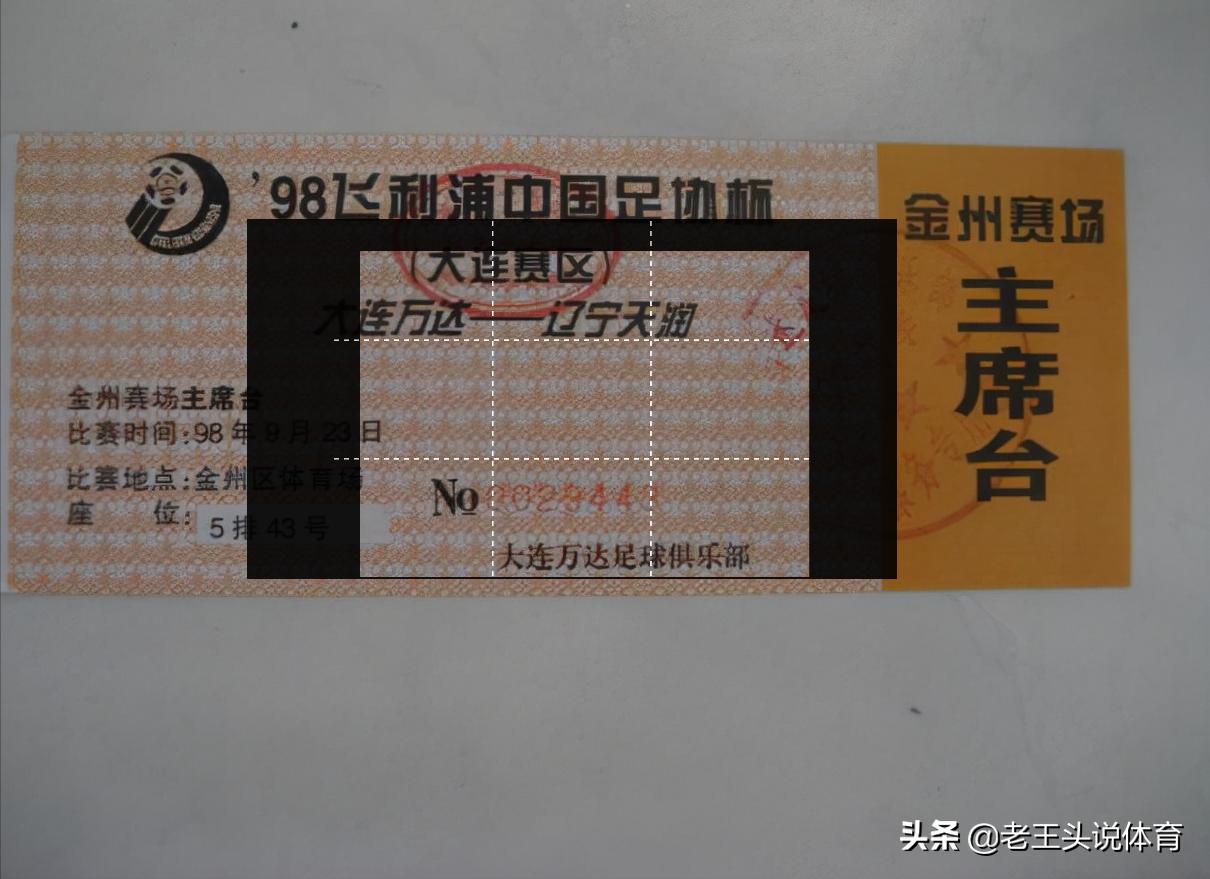 '98飞利浦中国足协杯
(大连赛区)
大连万达——辽宁天润
金州赛场主席台
比赛时间:98年9月23日
比赛地点:金州区体育场
座 位: 5排 43号
No
大连万达足球俱乐部
金州赛场
主席台
头条 @老王头说体育